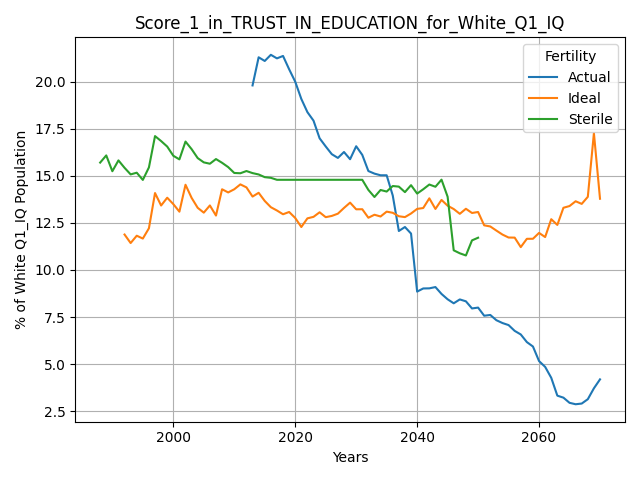 Score_1_in_TRUST_IN_EDUCATION_for_White_Q1_IQ
% of White Q1_IQ Population
20.0
17.5
15.0
12.5
10.0
7.5
5.0
2.5
Fertility
Actual
Ideal
Sterile
2000
2020
2040
2060
Years